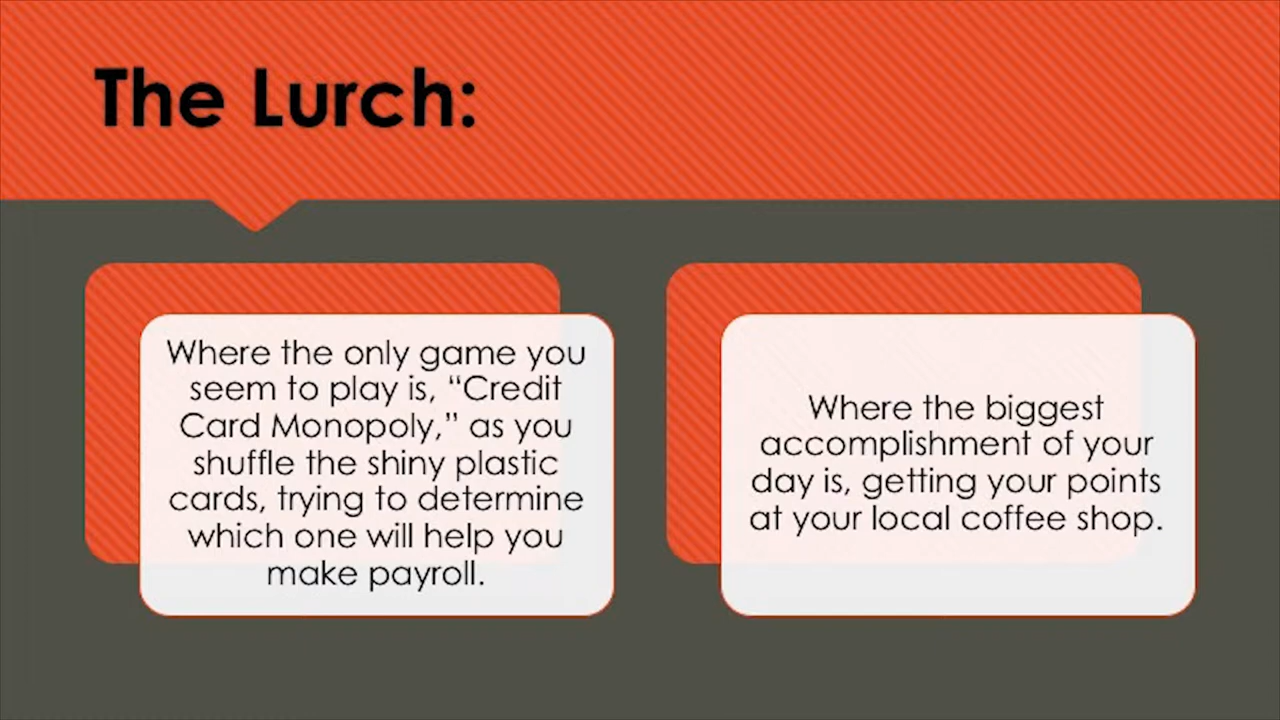 The Lurch:
Where the only game you
seem to play is, “Credit
Card Monopoly,” as you
shuffle the shiny plastic
cards, trying to determine
which one will help you
make payroll.
Where the biggest
accomplishment of your
day is, getting your points
at your local coffee shop.